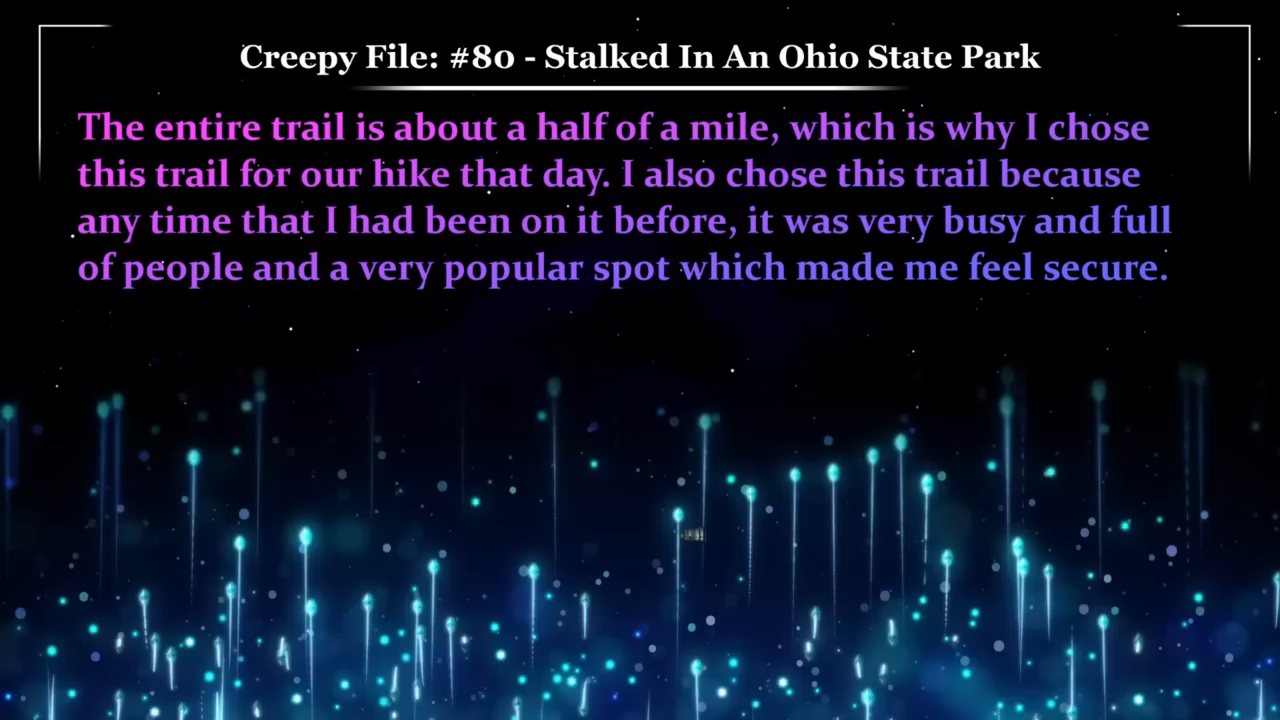 Creepy File: #80 - Stalked In An Ohio State Park
The entire trail is about a half of a mile, which is why I chose
this trail for our hike that day. I also chose this trail because
any time that I had been on it before, it was very busy and full
of people and a very popular spot which made me feel secure.